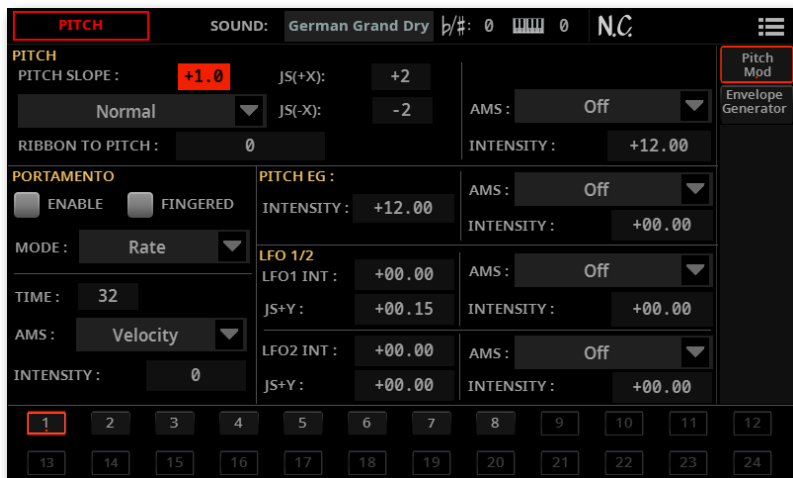 PITCH SOUND: German Grand Dry ♭/♯: 0 0 N.C.
PITCH
PITCH SLOPE : +1.0 JS(+X): +2
Normal JS(-X): -2 AMS : Off
RIBBON TO PITCH : 0 INTENSITY : +12.00
Pitch
Mod
Envelope
Generator
PORTAMENTO
ENABLE FINGERED
MODE : Rate
TIME : 32
AMS : Velocity
INTENSITY : 0
PITCH EG :
INTENSITY : +12.00
AMS : Off
INTENSITY : +00.00
LFO 1/2
LFO1 INT : +00.00 AMS : Off
JS+Y : +00.15 INTENSITY : +00.00
LFO2 INT : +00.00 AMS : Off
JS+Y : +00.00 INTENSITY : +00.00
1 2 3 4 5 6 7 8 9 10 11 12
13 14 15 16 17 18 19 20 21 22 23 24